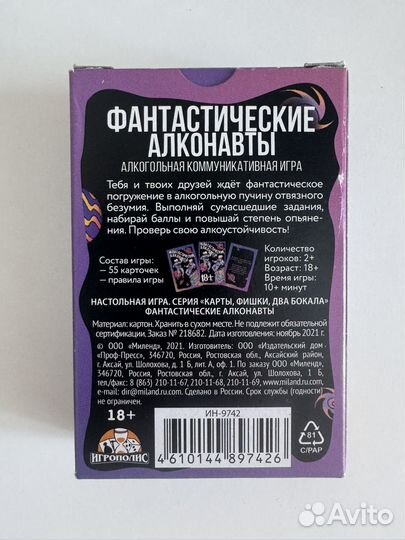 ФАНТАСТИЧЕСКИЕ
АЛКОНАВТЫ
АЛКОГОЛЬНАЯ КОММУНИКАТИВНАЯ ИГРА
Тебя и твоих друзей ждёт фантастическое
погружение в алкогольную пучину отвязного
безумия. Выполняй сумасшедшие задания,
набирай баллы и повышай степень опьяне-
ния. Проверь свою алкоустойчивость!
Состав игры:
– 55 карточек
– правила игры
18+
Количество
игроков: 2+
Возраст: 18+
Время игры:
10+ минут
НАСТОЛЬНАЯ ИГРА. СЕРИЯ «КАРТЫ, ФИШКИ, ДВА БОКАЛА»
ФАНТАСТИЧЕСКИЕ АЛКОНАВТЫ
Материал: картон. Хранить в сухом месте. Не подлежит обязательной
сертификации. Заказ № 218682. Дата изготовления: ноябрь 2021 г.
© ООО «Миленд», 2021. Изготовитель: ООО «Издательский дом
«Проф-Пресс», 346720, Россия, Ростовская обл., Аксайский район,
г. Аксай, ул. Шолохова, д. 1 Б, лит. А, оф. 1. По заказу ООО «Миленд»,
346720, Россия, Ростовская обл., г. Аксай, ул. Шолохова, 1 Б,
тел./факс: 8 (863) 210-11-67, 210-11-68, 210-11-76, www.miland.ru,
e-mail: dir@miland.ru. Сделано в России. Срок службы (годности)
не ограничен.
18+
ИГРОПОЛИС
ИН-9742
4 610144 897426
81
C/PAP
Avito